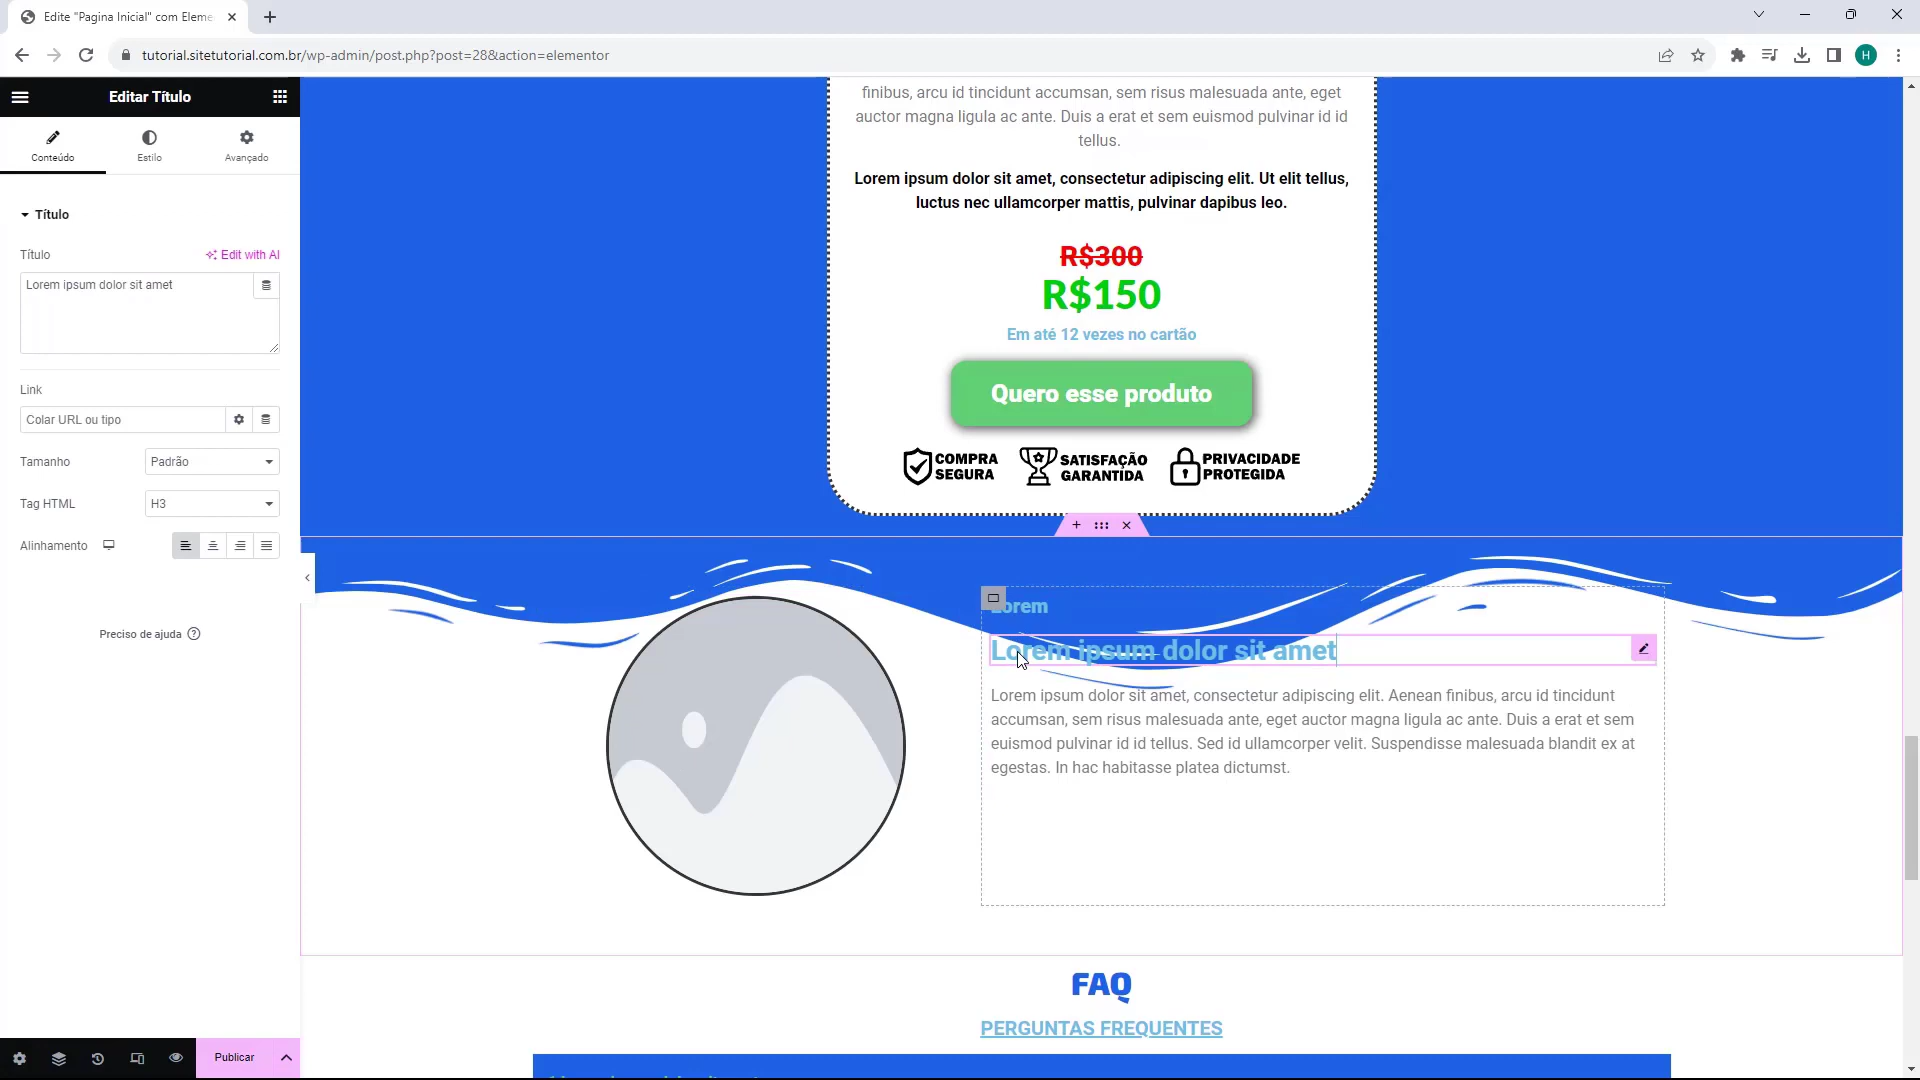 Edite "Pagina Inicial" com Eleme
tutorial.sitetutorial.com.br/wp-admin/post.php?post=28&action=elementor
H
Editar Título
Conteúdo
Estilo
Avançado
Título
Título
Edit with AI
Lorem ipsum dolor sit amet
Link
Colar URL ou tipo
Tamanho
Padrão
Tag HTML
H3
Alinhamento
Preciso de ajuda
Publicar
finibus, arcu id tincidunt accumsan, sem risus malesuada ante, eget
auctor magna ligula ac ante. Duis a erat et sem euismod pulvinar id id
tellus.
Lorem ipsum dolor sit amet, consectetur adipiscing elit. Ut elit tellus,
luctus nec ullamcorper mattis, pulvinar dapibus leo.
R$300
R$150
Em até 12 vezes no cartão
Quero esse produto
COMPRA
SEGURA
SATISFAÇÃO
GARANTIDA
PRIVACIDADE
PROTEGIDA
Lorem
Lorem ipsum dolor sit amet
Lorem ipsum dolor sit amet, consectetur adipiscing elit. Aenean finibus, arcu id tincidunt
accumsan, sem risus malesuada ante, eget auctor magna ligula ac ante. Duis a erat et sem
euismod pulvinar id id tellus. Sed id ullamcorper velit. Suspendisse malesuada blandit ex at
egestas. In hac habitasse platea dictumst.
FAQ
PERGUNTAS FREQUENTES